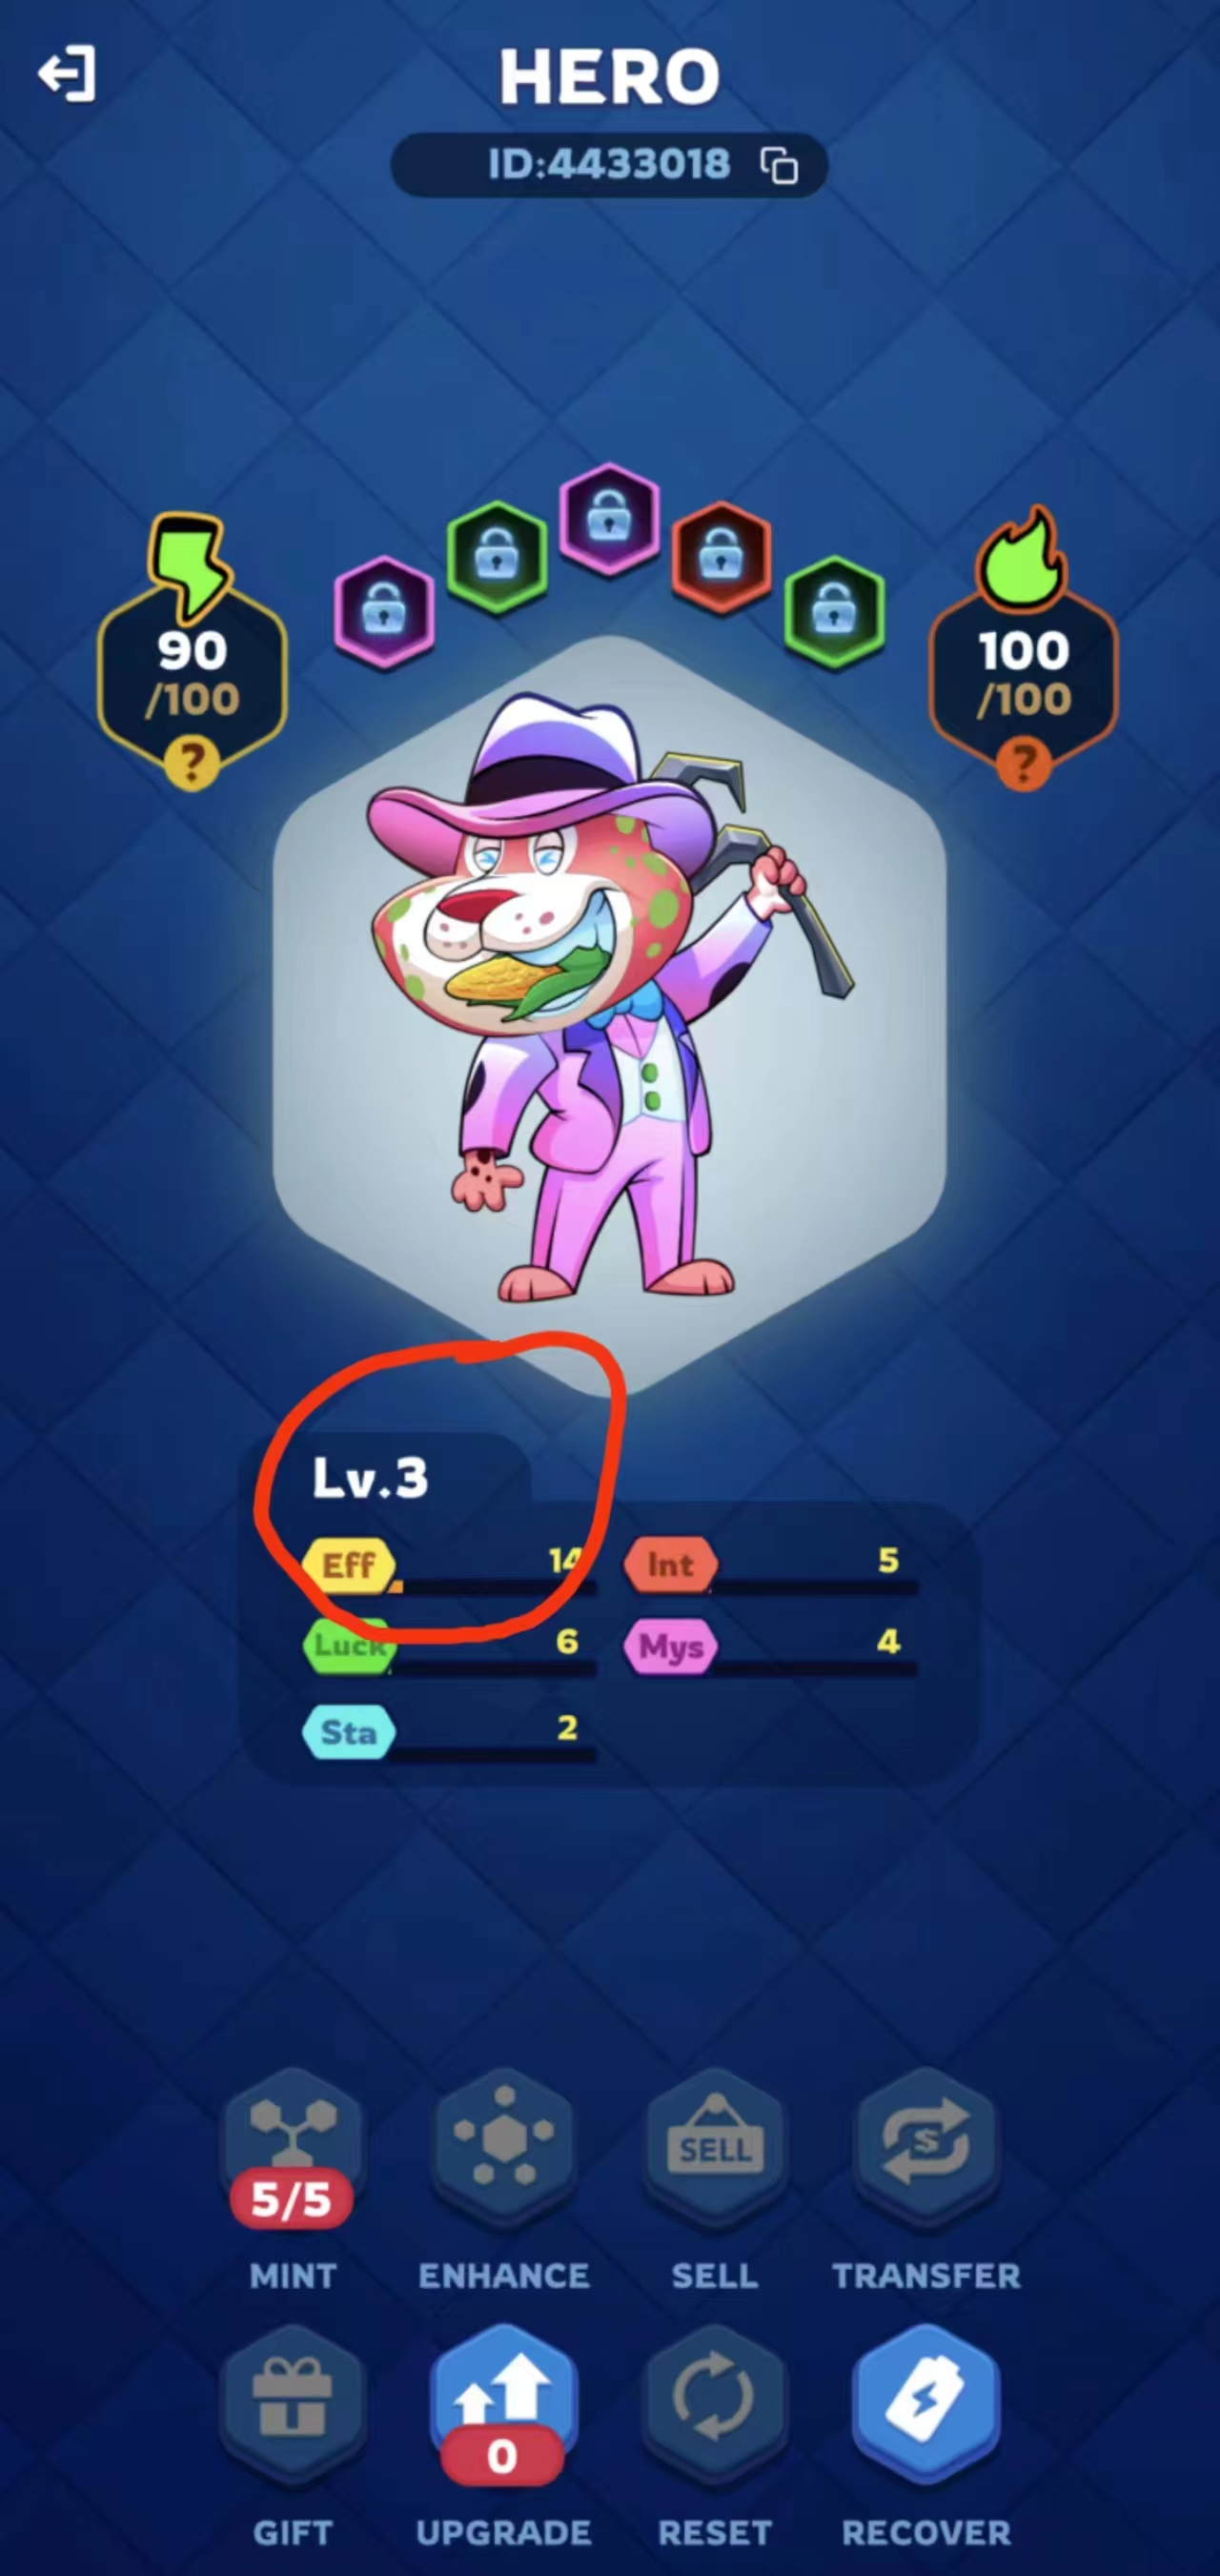 HERO
ID:4433018
90
/100
?
100
/100
?
Lv.3
Eff 14 Int 5
Luck 6 Mys 4
Sta 2
SELL
$
5/5
MINT ENHANCE SELL TRANSFER
0
GIFT UPGRADE RESET RECOVER